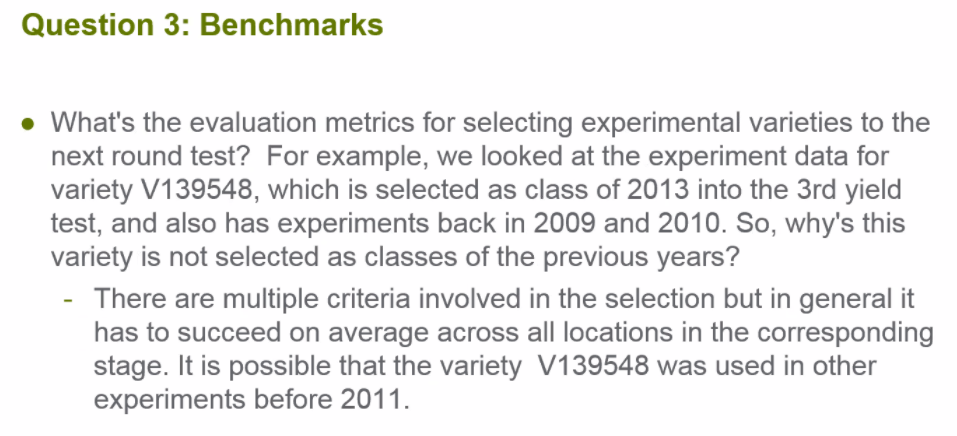 Question 3: Benchmarks
● What's the evaluation metrics for selecting experimental varieties to the
next round test?  For example, we looked at the experiment data for
variety V139548, which is selected as class of 2013 into the 3rd yield
test, and also has experiments back in 2009 and 2010. So, why's this
variety is not selected as classes of the previous years?
- There are multiple criteria involved in the selection but in general it
has to succeed on average across all locations in the corresponding
stage. It is possible that the variety  V139548 was used in other
experiments before 2011.